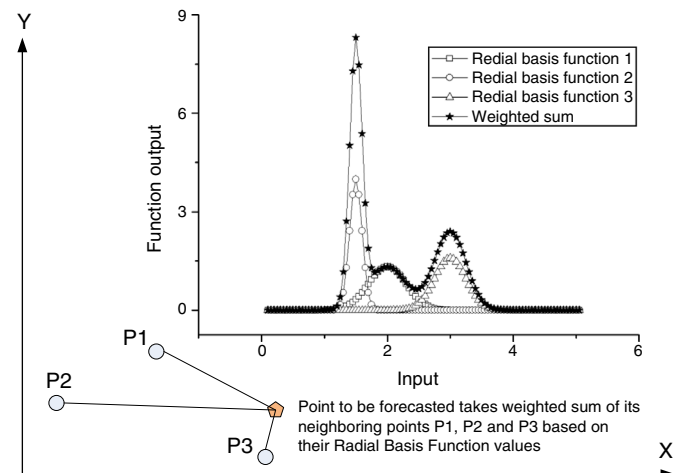 Y
9
6
3
0
Function output
Redial basis function 1
Redial basis function 2
Redial basis function 3
Weighted sum
0
2
4
6
Input
P1
P2
P3
Point to be forecasted takes weighted sum of its
neighboring points P1, P2 and P3 based on
their Radial Basis Function values
X